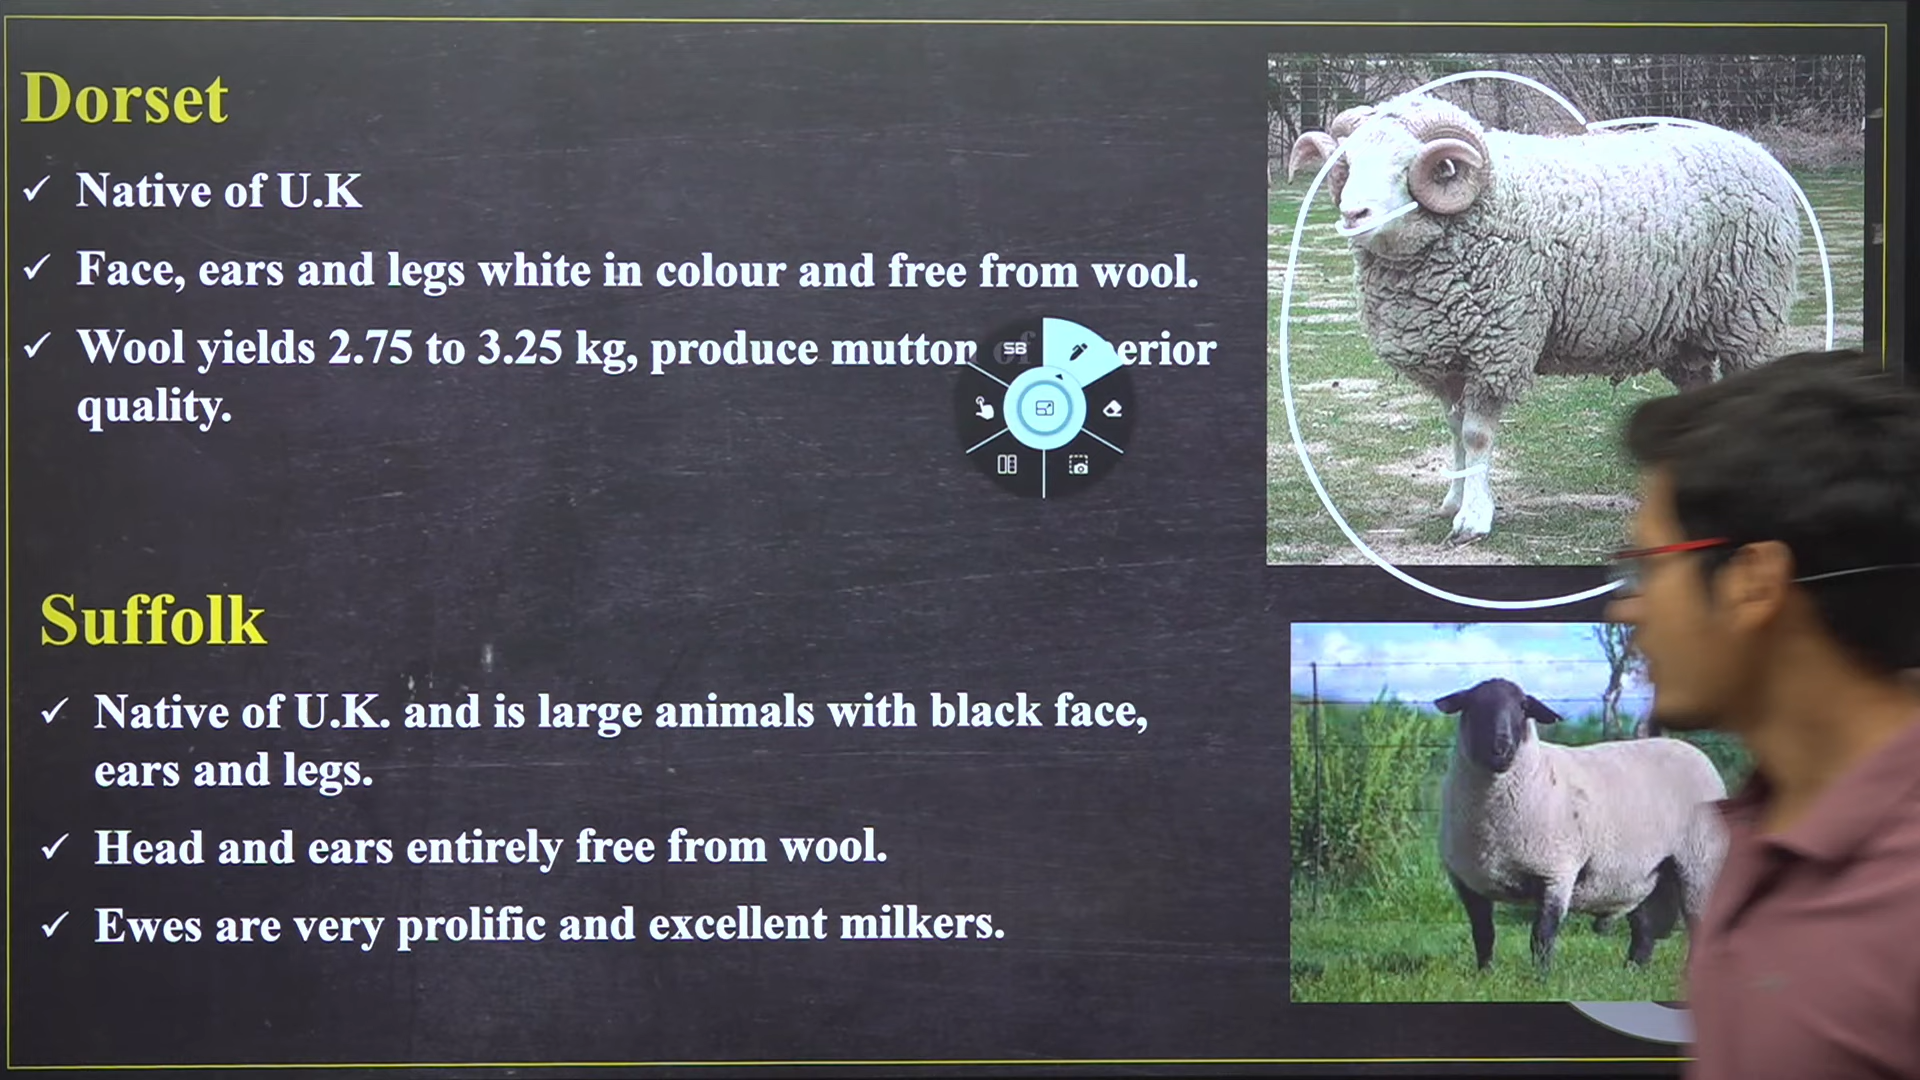 Dorset
✓ Native of U.K
✓ Face, ears and legs white in colour and free from wool.
✓ Wool yields 2.75 to 3.25 kg, produce mutton of erior
quality.
SB
Suffolk
✓ Native of U.K. and is large animals with black face,
ears and legs.
✓ Head and ears entirely free from wool.
✓ Ewes are very prolific and excellent milkers.